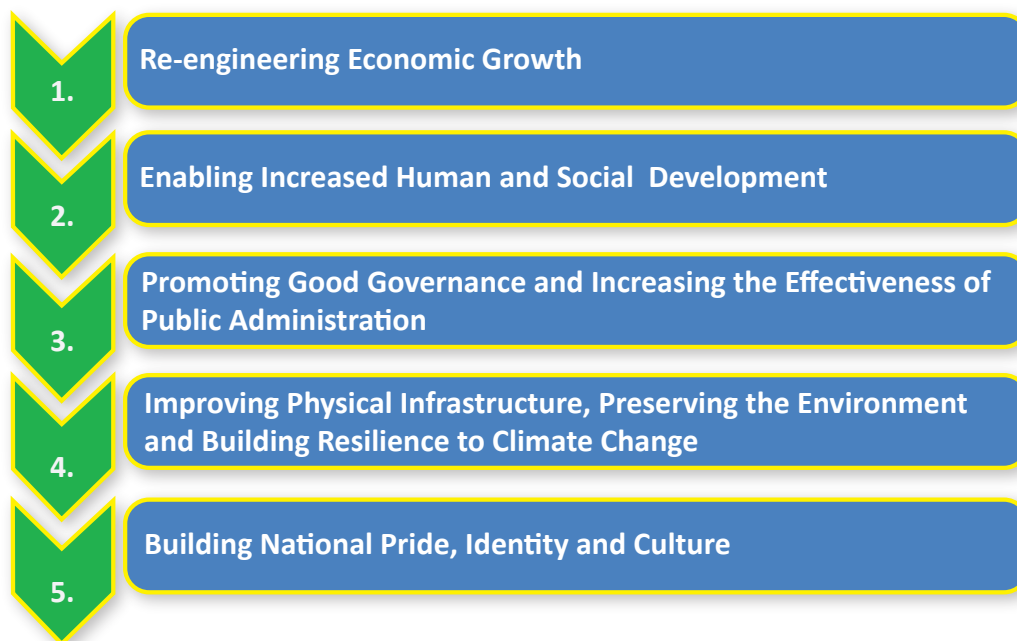 1.
Re-engineering Economic Growth
2.
Enabling Increased Human and Social  Development
3.
Promoting Good Governance and Increasing the Effectiveness of
Public Administration
4.
Improving Physical Infrastructure, Preserving the Environment
and Building Resilience to Climate Change
5.
Building National Pride, Identity and Culture